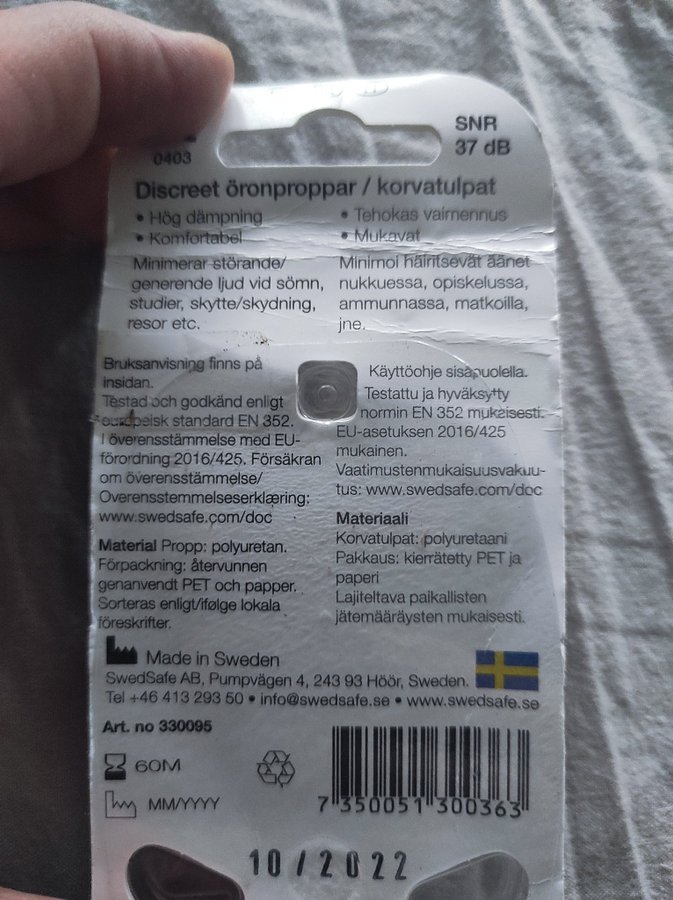 0403
SNR
37 dB
Discreet öronproppar / korvatulpat
• Hög dämpning
• Komfortabel
Minimerar störande/
generende ljud vid sömn,
studier, skytte/skydning,
resor etc.
• Tehokas vaimennus
• Mukavat
Minimoi häiritsevät äänet
nukkuessa, opiskelussa,
ammunnassa, matkoilla,
jne.
Bruksanvisning finns på
insidan.
Testad och godkänd enligt
europeisk standard EN 352.
I överensstämmelse med EU-
förordning 2016/425. Försäkran
om överensstämmelse/
Overensstemmelseserklæring:
www.swedsafe.com/doc
Material Propp: polyuretan.
Förpackning: återvunnen
genanvendt PET och papper.
Sorteras enligt/ifølge lokala
föreskrifter.
Käyttöohje sisäpuolella.
Testattu ja hyväksytty
normin EN 352 mukaisesti.
EU-asetuksen 2016/425
mukainen.
Vaatimustenmukaisuusvakuu-
tus: www.swedsafe.com/doc
Materiaali
Korvatulpat: polyuretaani
Pakkaus: kierrätetty PET ja
paperi
Lajiteltava paikallisten
jätemääräysten mukaisesti.
Made in Sweden
SwedSafe AB, Pumpvägen 4, 243 93 Höör, Sweden.
Tel +46 413 293 50 • info@swedsafe.se • www.swedsafe.se
Art. no 330095
60M
MM/YYYY
7 350051 300363
10/2022